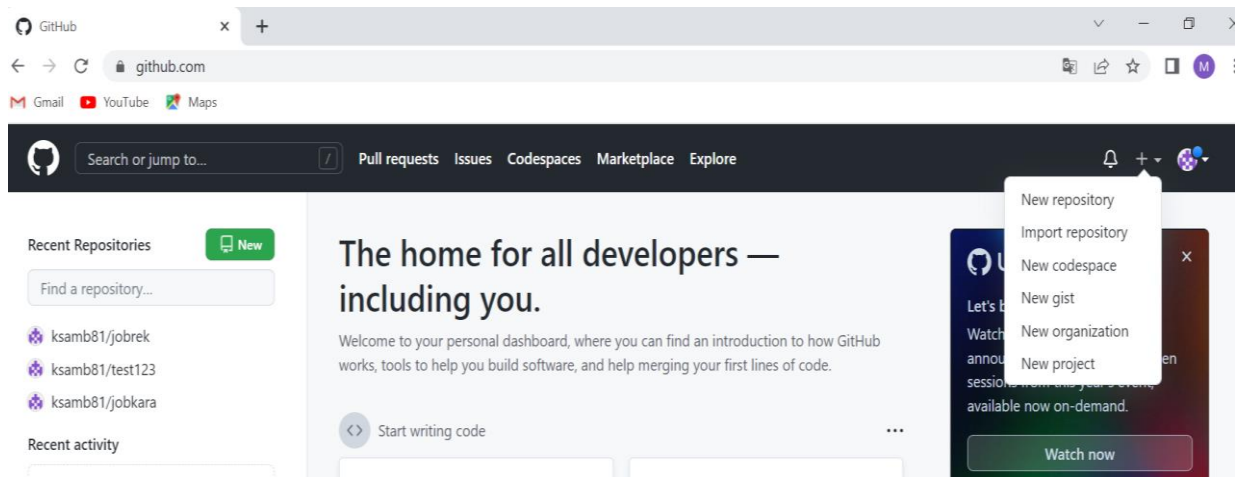 GitHub
github.com
M
Gmail
YouTube
Maps
Search or jump to...
/
Pull requests
Issues
Codespaces
Marketplace
Explore
New repository
Import repository
New codespace
New gist
New organization
New project
Recent Repositories
New
Find a repository...
ksamb81/jobrek
ksamb81/test123
ksamb81/jobkara
Recent activity
The home for all developers —
including you.
Welcome to your personal dashboard, where you can find an introduction to how GitHub
works, tools to help you build software, and help merging your first lines of code.
Start writing code
Let's
Watch
en
sessions from this year's event,
available now on-demand.
Watch now